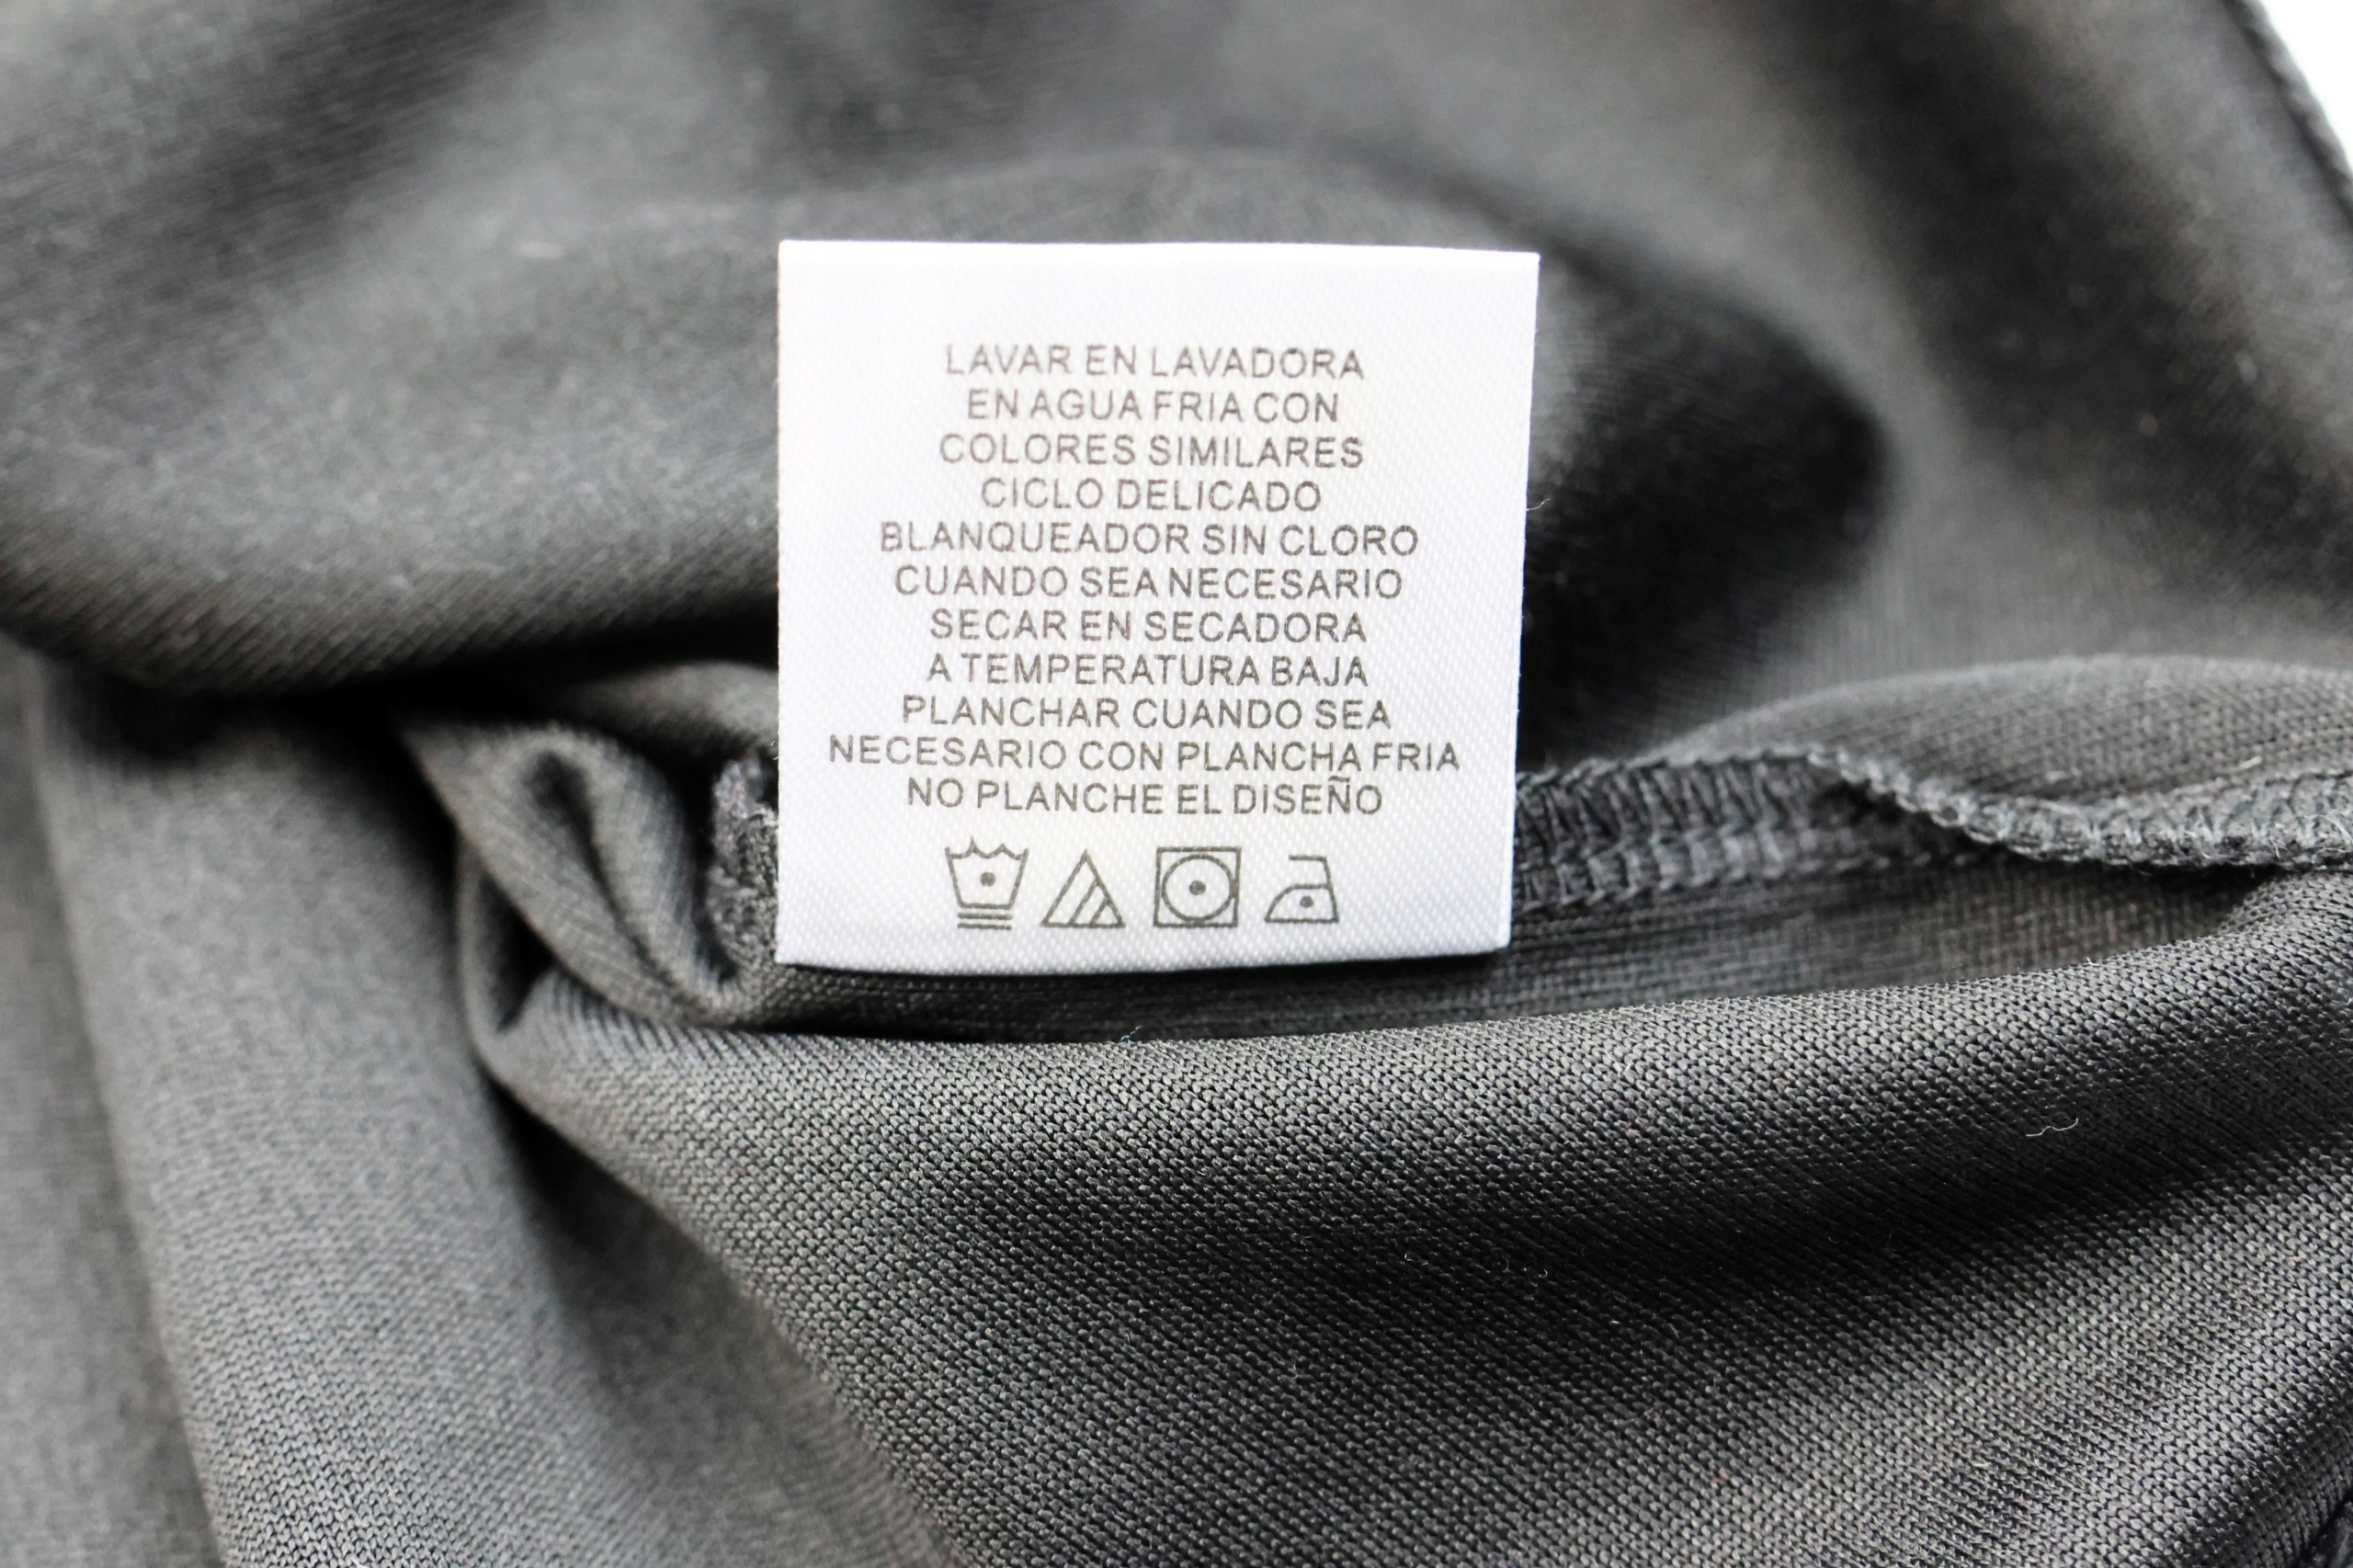 LAVAR EN LAVADORA
EN AGUA FRIA CON
COLORES SIMILARES
CICLO DELICADO
BLANQUEADOR SIN CLORO
CUANDO SEA NECESARIO
SECAR EN SECADORA
A TEMPERATURA BAJA
PLANCHAR CUANDO SEA
NECESARIO CON PLANCHA FRIA
NO PLANCHE EL DISEÑO